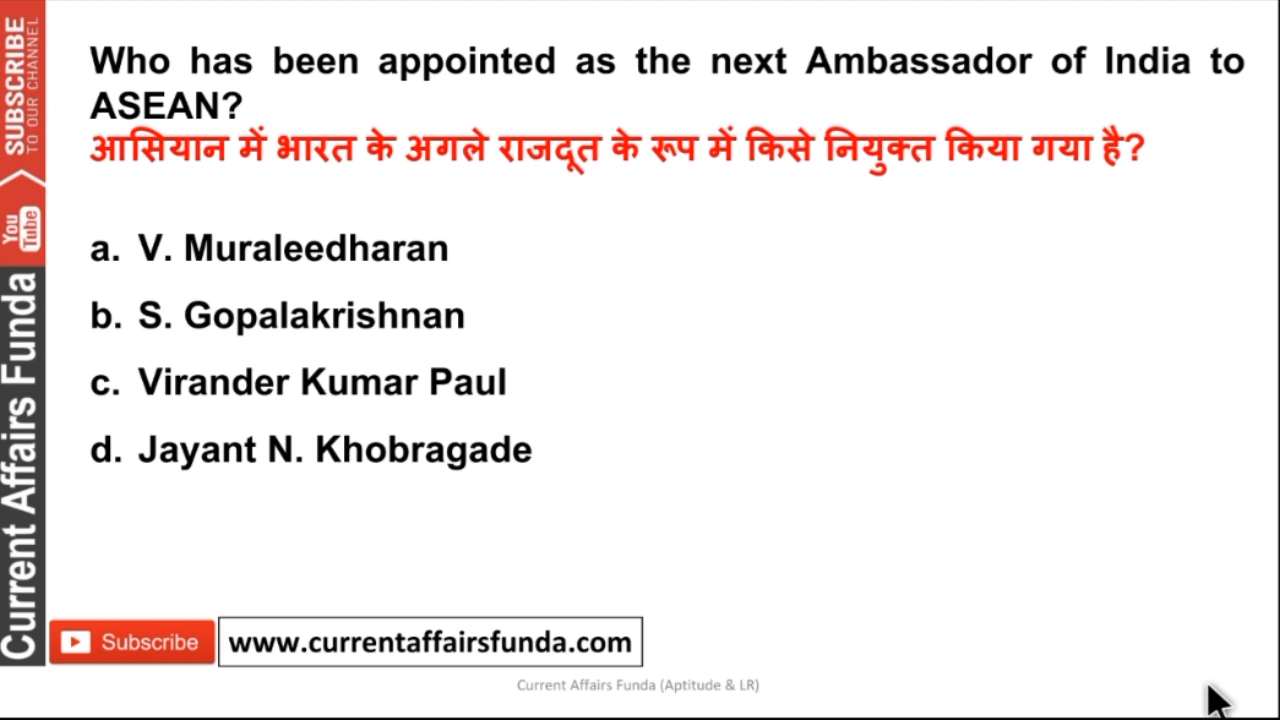 Who has been appointed as the next Ambassador of India to
ASEAN?
आसियान में भारत के अगले राजदूत के रूप में किसे नियुक्त किया गया है?
a. V. Muraleedharan
b. S. Gopalakrishnan
c. Virander Kumar Paul
d. Jayant N. Khobragade
SUBSCRIBE
TO OUR CHANNEL
You
Tube
Current Affairs Funda
Subscribe
www.currentaffairsfunda.com
Current Affairs Funda (Aptitude & LR)